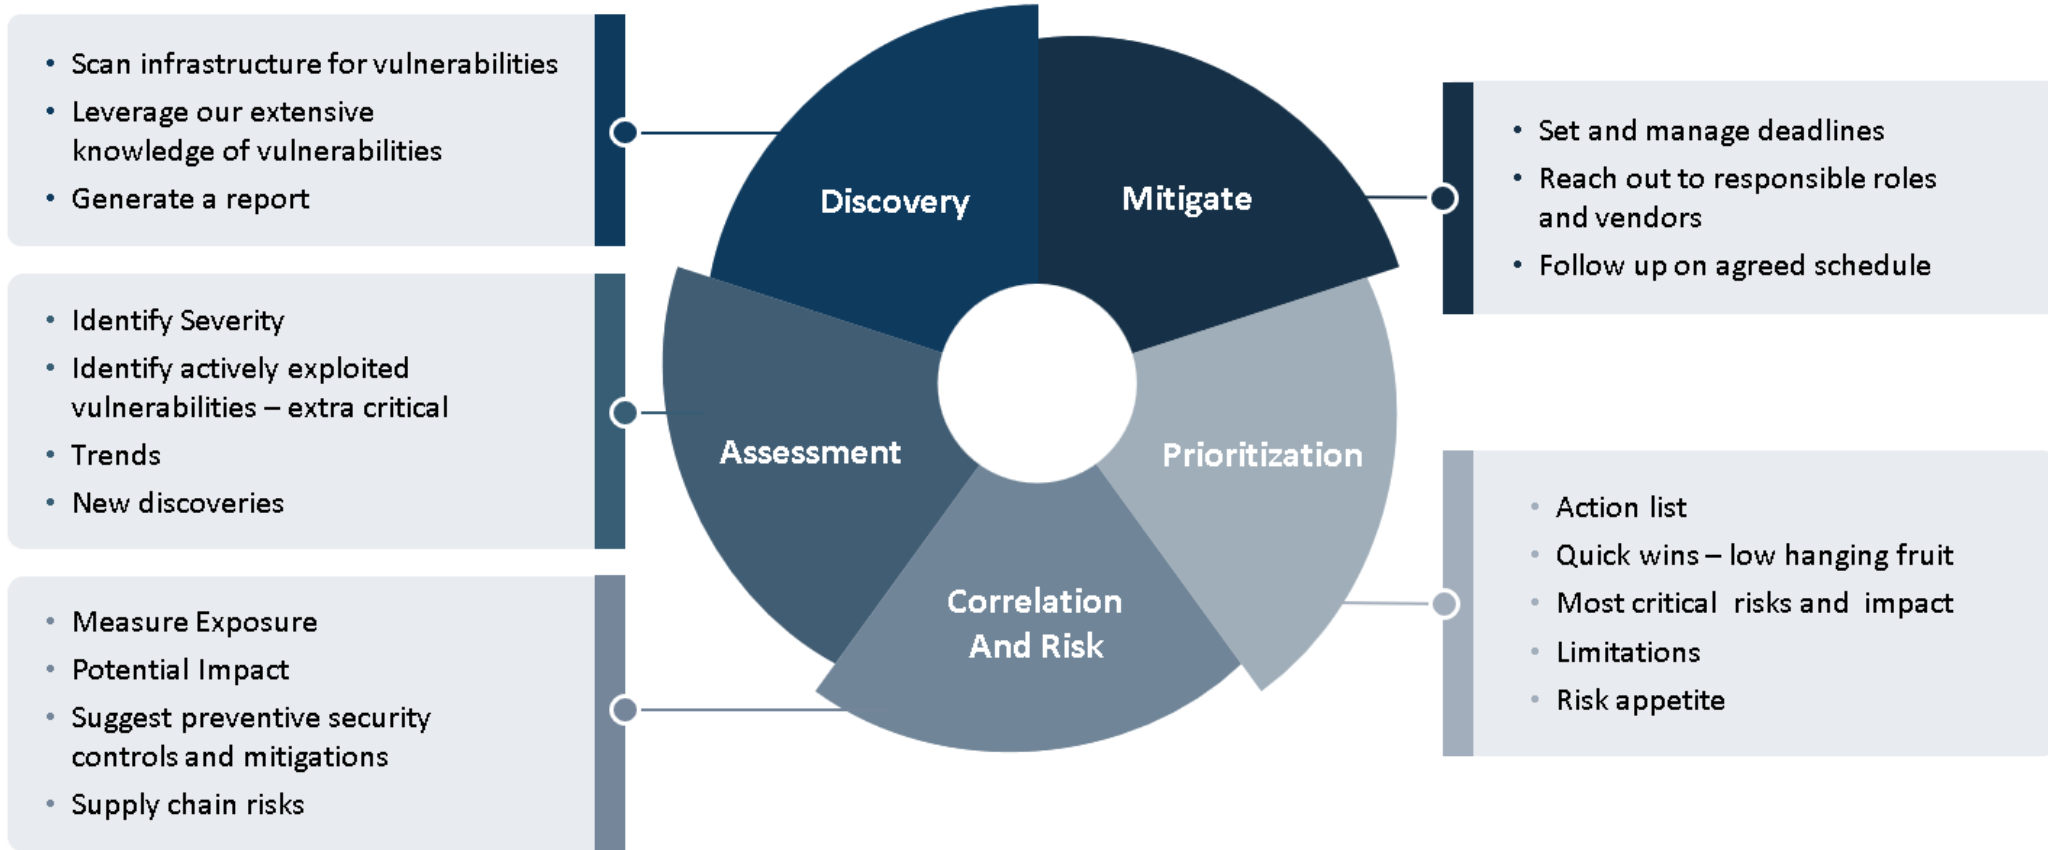 • Scan infrastructure for vulnerabilities
• Leverage our extensive
knowledge of vulnerabilities
• Generate a report
• Identify Severity
• Identify actively exploited
vulnerabilities – extra critical
• Trends
• New discoveries
• Measure Exposure
• Potential Impact
• Suggest preventive security
controls and mitigations
• Supply chain risks
Discovery
Mitigate
Assessment
Prioritization
Correlation
And Risk
• Set and manage deadlines
• Reach out to responsible roles
and vendors
• Follow up on agreed schedule
• Action list
• Quick wins – low hanging fruit
• Most critical  risks and  impact
• Limitations
• Risk appetite